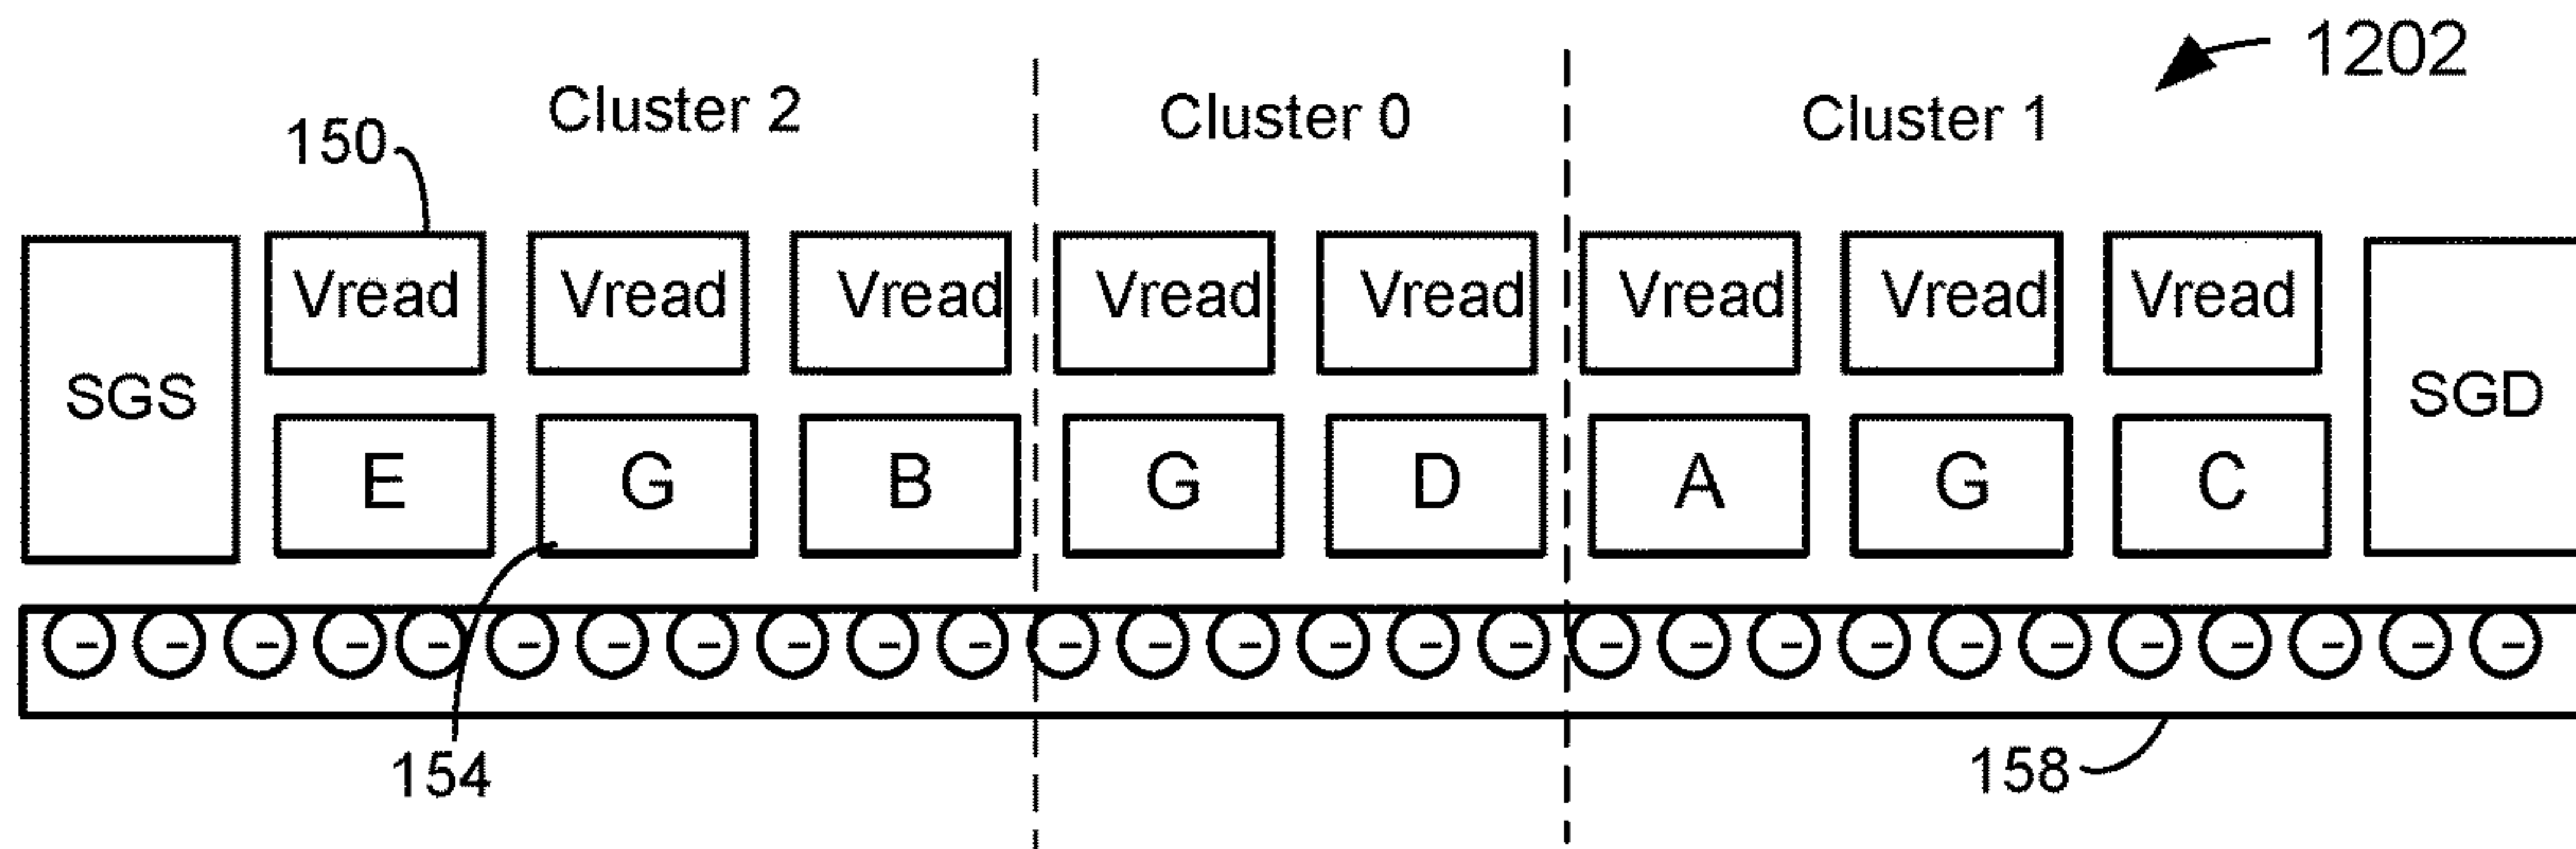 1202
Cluster 2 Cluster 0 Cluster 1
150
Vread Vread Vread Vread Vread Vread Vread Vread
SGS SGD
E G B G D A G C
- - - - - - - - - - - - - - - - - - - - - - - - - - - -
154 158